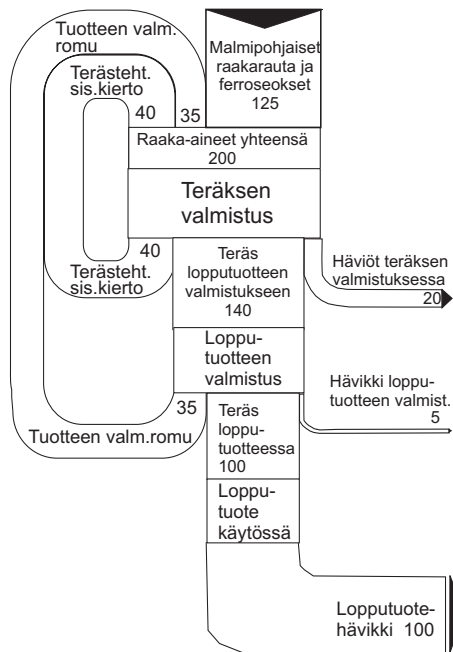 Tuotteen valm.
romu
Malmipohjaiset
raakarauta ja
ferroseokset
125
Terästeht.
sis.kierto
40
35
Raaka-aineet yhteensä
200
Teräksen
valmistus
40
Terästeht.
sis.kierto
Teräs
lopputuotteen
valmistukseen
140
Häviöt teräksen
valmistuksessa
20
Loppu-
tuotteen
valmistus
Hävikki loppu-
tuotteen valmist.
5
35
Tuotteen valm.romu
Teräs
loppu-
tuotteessa
100
Loppu-
tuote
käytössä
Lopputuote-
hävikki 100